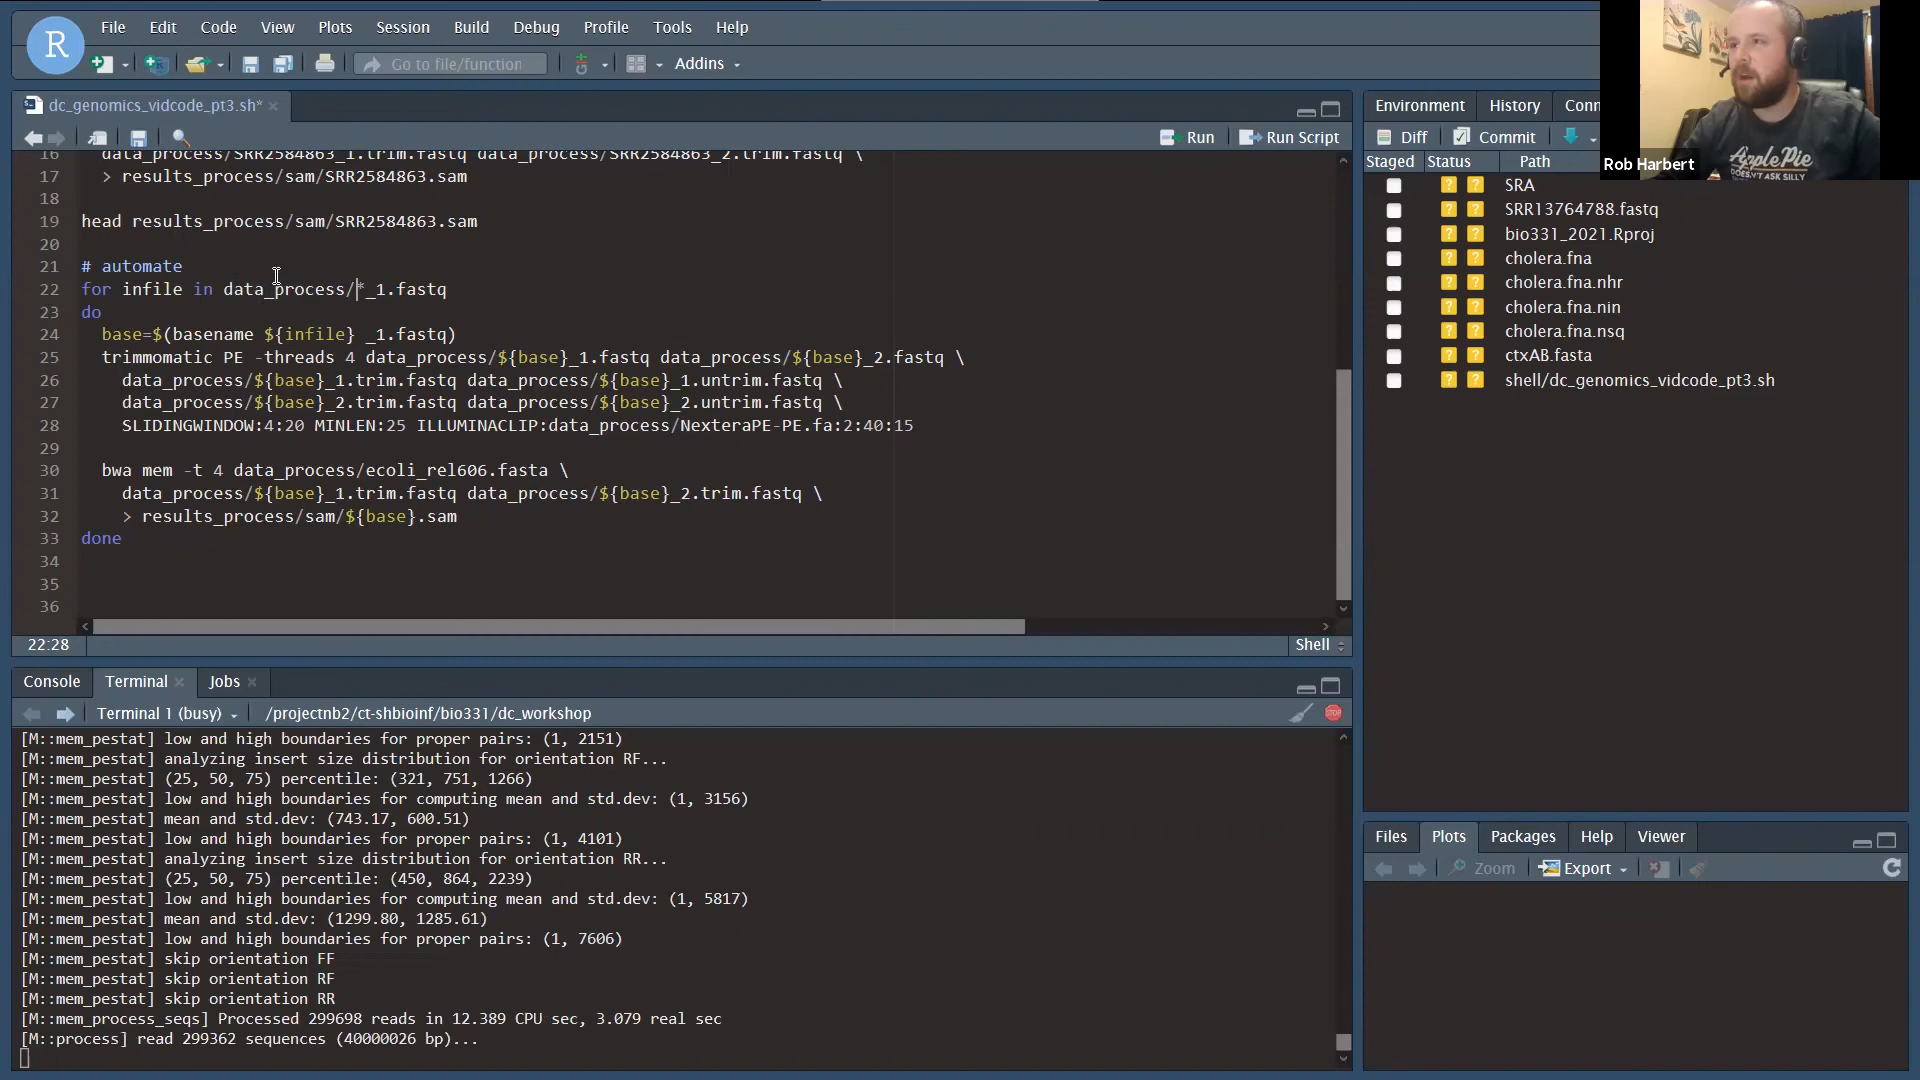 R
File Edit Code View Plots Session Build Debug Profile Tools Help
Go to file/function Addins
dc_genomics_vidcode_pt3.sh*
Run Run Script
16 data_process/SRR2584863_1.trim.fastq data_process/SRR2584863_2.trim.fastq \
17 > results_process/sam/SRR2584863.sam
18
19 head results_process/sam/SRR2584863.sam
20
21 # automate
22 for infile in data_process/*_1.fastq
23 do
24 base=$(basename ${infile} _1.fastq)
25 trimmomatic PE -threads 4 data_process/${base}_1.fastq data_process/${base}_2.fastq \
26 data_process/${base}_1.trim.fastq data_process/${base}_1.untrim.fastq \
27 data_process/${base}_2.trim.fastq data_process/${base}_2.untrim.fastq \
28 SLIDINGWINDOW:4:20 MINLEN:25 ILLUMINACLIP:data_process/NexteraPE-PE.fa:2:40:15
29
30 bwa mem -t 4 data_process/ecoli_rel606.fasta \
31 data_process/${base}_1.trim.fastq data_process/${base}_2.trim.fastq \
32 > results_process/sam/${base}.sam
33 done
34
35
36
22:28 Shell
Console Terminal Jobs
Terminal 1 (busy) /projectnb2/ct-shbioinf/bio331/dc_workshop
[M::mem_pestat] low and high boundaries for proper pairs: (1, 2151)
[M::mem_pestat] analyzing insert size distribution for orientation RF...
[M::mem_pestat] (25, 50, 75) percentile: (321, 751, 1266)
[M::mem_pestat] low and high boundaries for computing mean and std.dev: (1, 3156)
[M::mem_pestat] mean and std.dev: (743.17, 600.51)
[M::mem_pestat] low and high boundaries for proper pairs: (1, 4101)
[M::mem_pestat] analyzing insert size distribution for orientation RR...
[M::mem_pestat] (25, 50, 75) percentile: (450, 864, 2239)
[M::mem_pestat] low and high boundaries for computing mean and std.dev: (1, 5817)
[M::mem_pestat] mean and std.dev: (1299.80, 1285.61)
[M::mem_pestat] low and high boundaries for proper pairs: (1, 7606)
[M::mem_pestat] skip orientation FF
[M::mem_pestat] skip orientation RF
[M::mem_pestat] skip orientation RR
[M::mem_process_seqs] Processed 299698 reads in 12.389 CPU sec, 3.079 real sec
[M::process] read 299362 sequences (40000026 bp)...
Environment History Conn
Diff Commit
Staged Status Path
SRA
SRR13764788.fastq
bio331_2021.Rproj
cholera.fna
cholera.fna.nhr
cholera.fna.nin
cholera.fna.nsq
ctxAB.fasta
shell/dc_genomics_vidcode_pt3.sh
Files Plots Packages Help Viewer
Zoom Export
Rob Harbert
Apple Pie
DOESN'T ASK SILLY